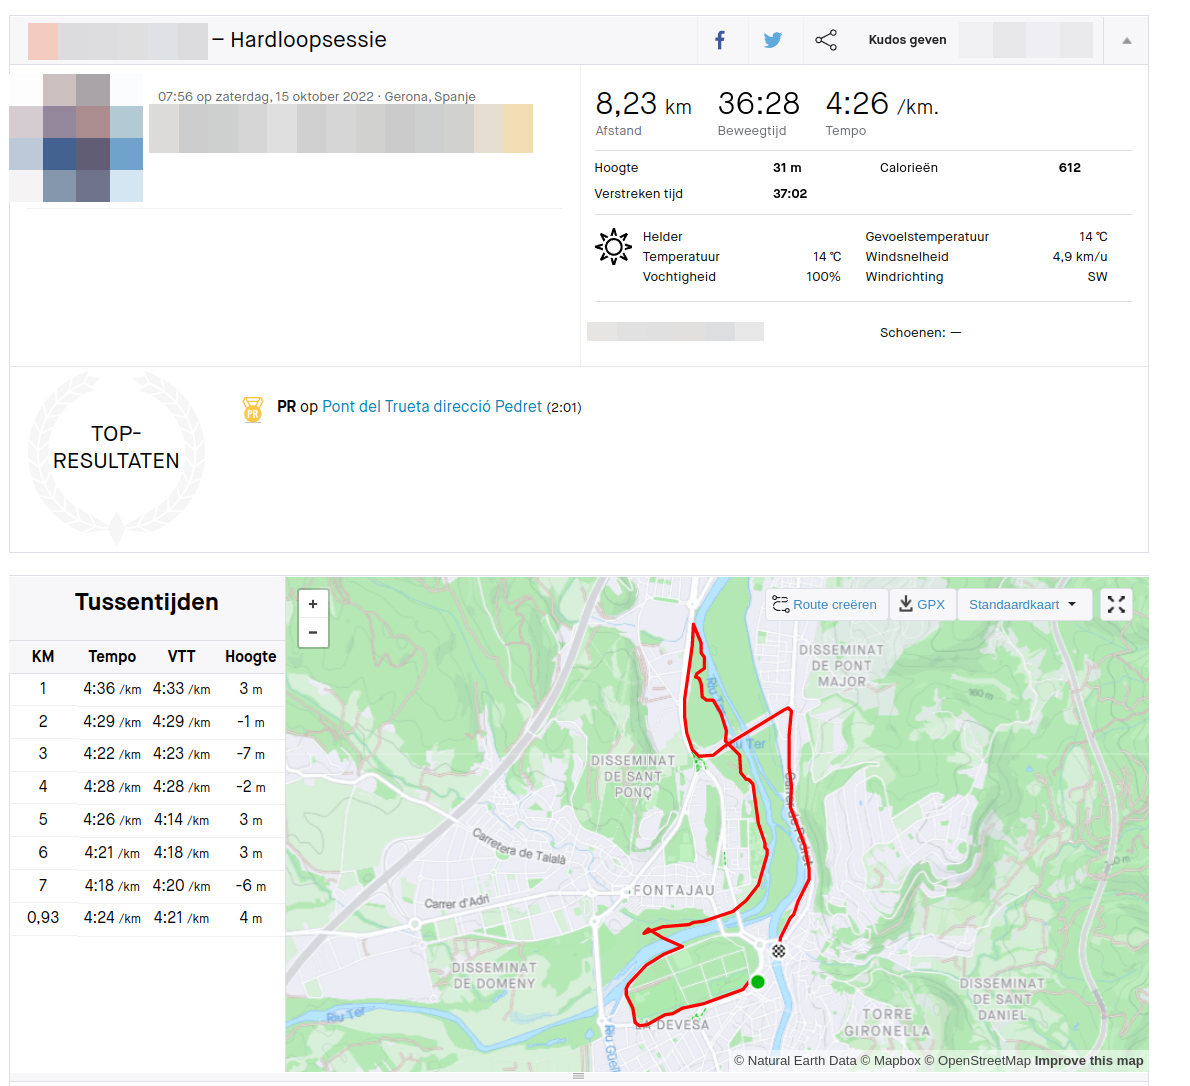 – Hardloopsessie
Kudos geven
07:56 op zaterdag, 15 oktober 2022 · Gerona, Spanje
8,23 km 36:28 4:26 /km.
Afstand Beweegtijd Tempo
Hoogte 31 m Calorieën 612
Verstreken tijd 37:02
Helder Gevoelstemperatuur 14 ℃
Temperatuur 14 ℃ Windsnelheid 4,9 km/u
Vochtigheid 100% Windrichting SW
Schoenen: —
TOP-
RESULTATEN
PR
PR op Pont del Trueta direcció Pedret (2:01)
Tussentijden
KM Tempo VTT Hoogte
1 4:36 /km 4:33 /km 3 m
2 4:29 /km 4:29 /km -1 m
3 4:22 /km 4:23 /km -7 m
4 4:28 /km 4:28 /km -2 m
5 4:26 /km 4:14 /km 3 m
6 4:21 /km 4:18 /km 3 m
7 4:18 /km 4:20 /km -6 m
0,93 4:24 /km 4:21 /km 4 m
+
−
Route creëren
GPX
Standaardkaart
DISSEMINAT
DE PONT
MAJOR
160 m
Riu Ter
Riu Ter
DISSEMINAT
DE SANT
PONÇ
Carrer de Pedret
Carretera de Taialà
FONTAJAU
Carrer d'Adri
DISSEMINAT
DE DOMENY
Riu Ter
LA DEVESA
DISSEMINAT
DE SANT
DANIEL
TORRE
GIRONELLA
© Natural Earth Data © Mapbox © OpenStreetMap Improve this map